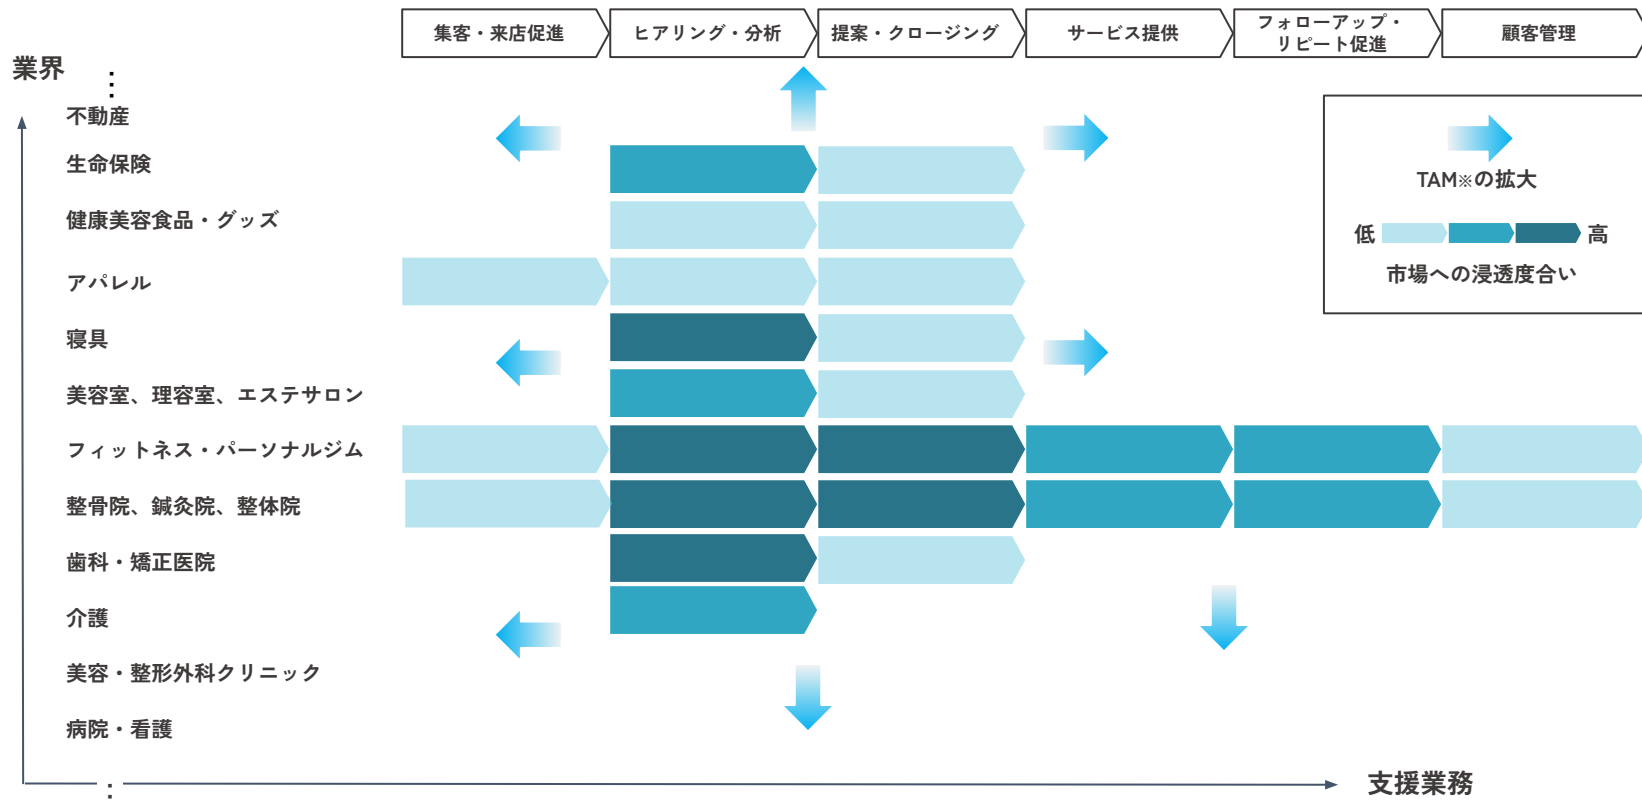 集客・来店促進
ヒアリング・分析
提案・クロージング
サービス提供
フォローアップ・
リピート促進
顧客管理
業界
:
不動産
生命保険
健康美容食品・グッズ
アパレル
寝具
美容室、理容室、エステサロン
フィットネス・パーソナルジム
整骨院、鍼灸院、整体院
歯科・矯正医院
介護
美容・整形外科クリニック
病院・看護
:
支援業務
TAM※の拡大
低 高
市場への浸透度合い